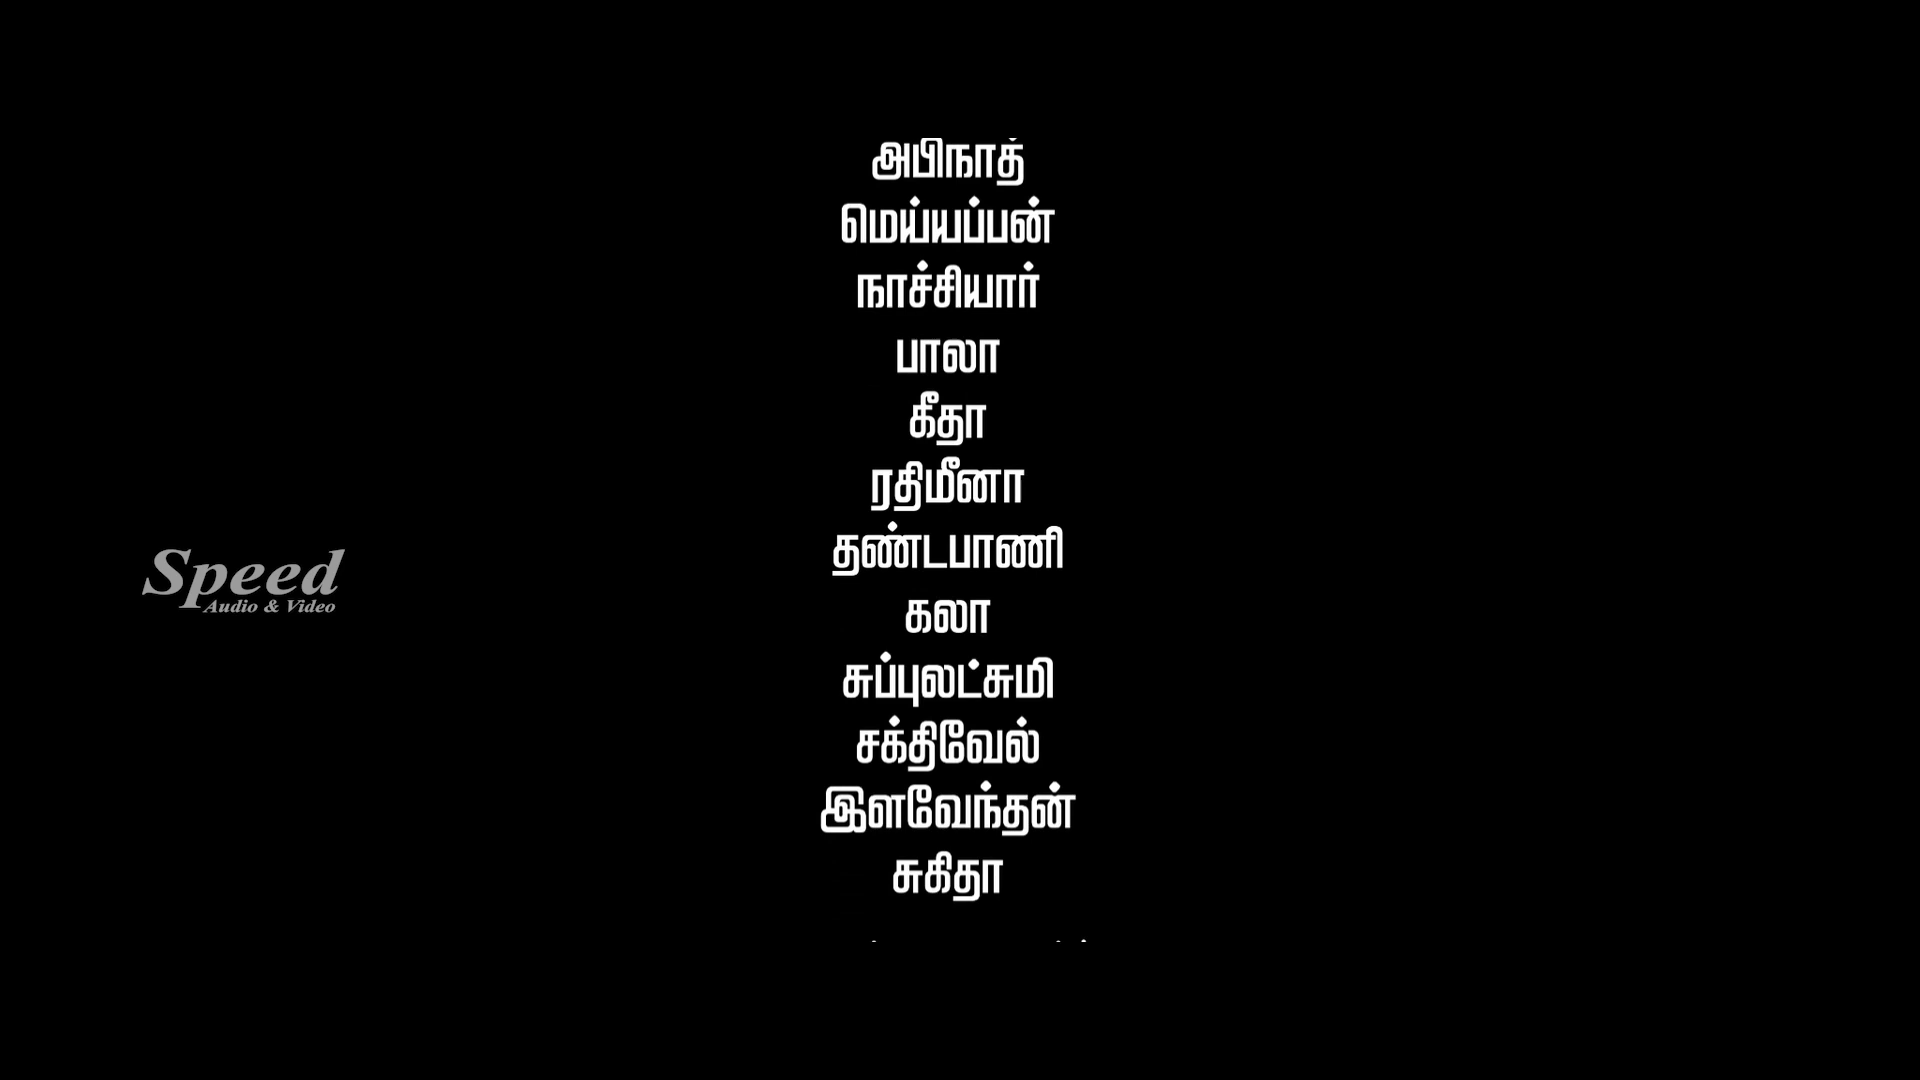 அபிநாத்
மெய்யப்பன்
நாச்சியார்
பாலா
கீதா
ரதிமீனா
தண்டபாணி
கலா
சுப்புலட்சுமி
சக்திவேல்
இளவேந்தன்
சுகிதா
Speed
Audio & Video